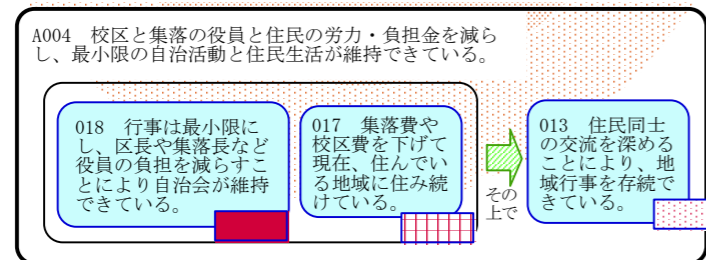 A004　校区と集落の役員と住民の労力・負担金を減ら
し、最小限の自治活動と住民生活が維持できている。
018　行事は最小限に
し、区長や集落長など
役員の負担を減らすこ
とにより自治会が維持
できている。
017　集落費や
校区費を下げて
現在、住んでい
る地域に住み続
けている。
その
上で
013　住民同士
の交流を深める
ことにより、地
域行事を存続で
きている。